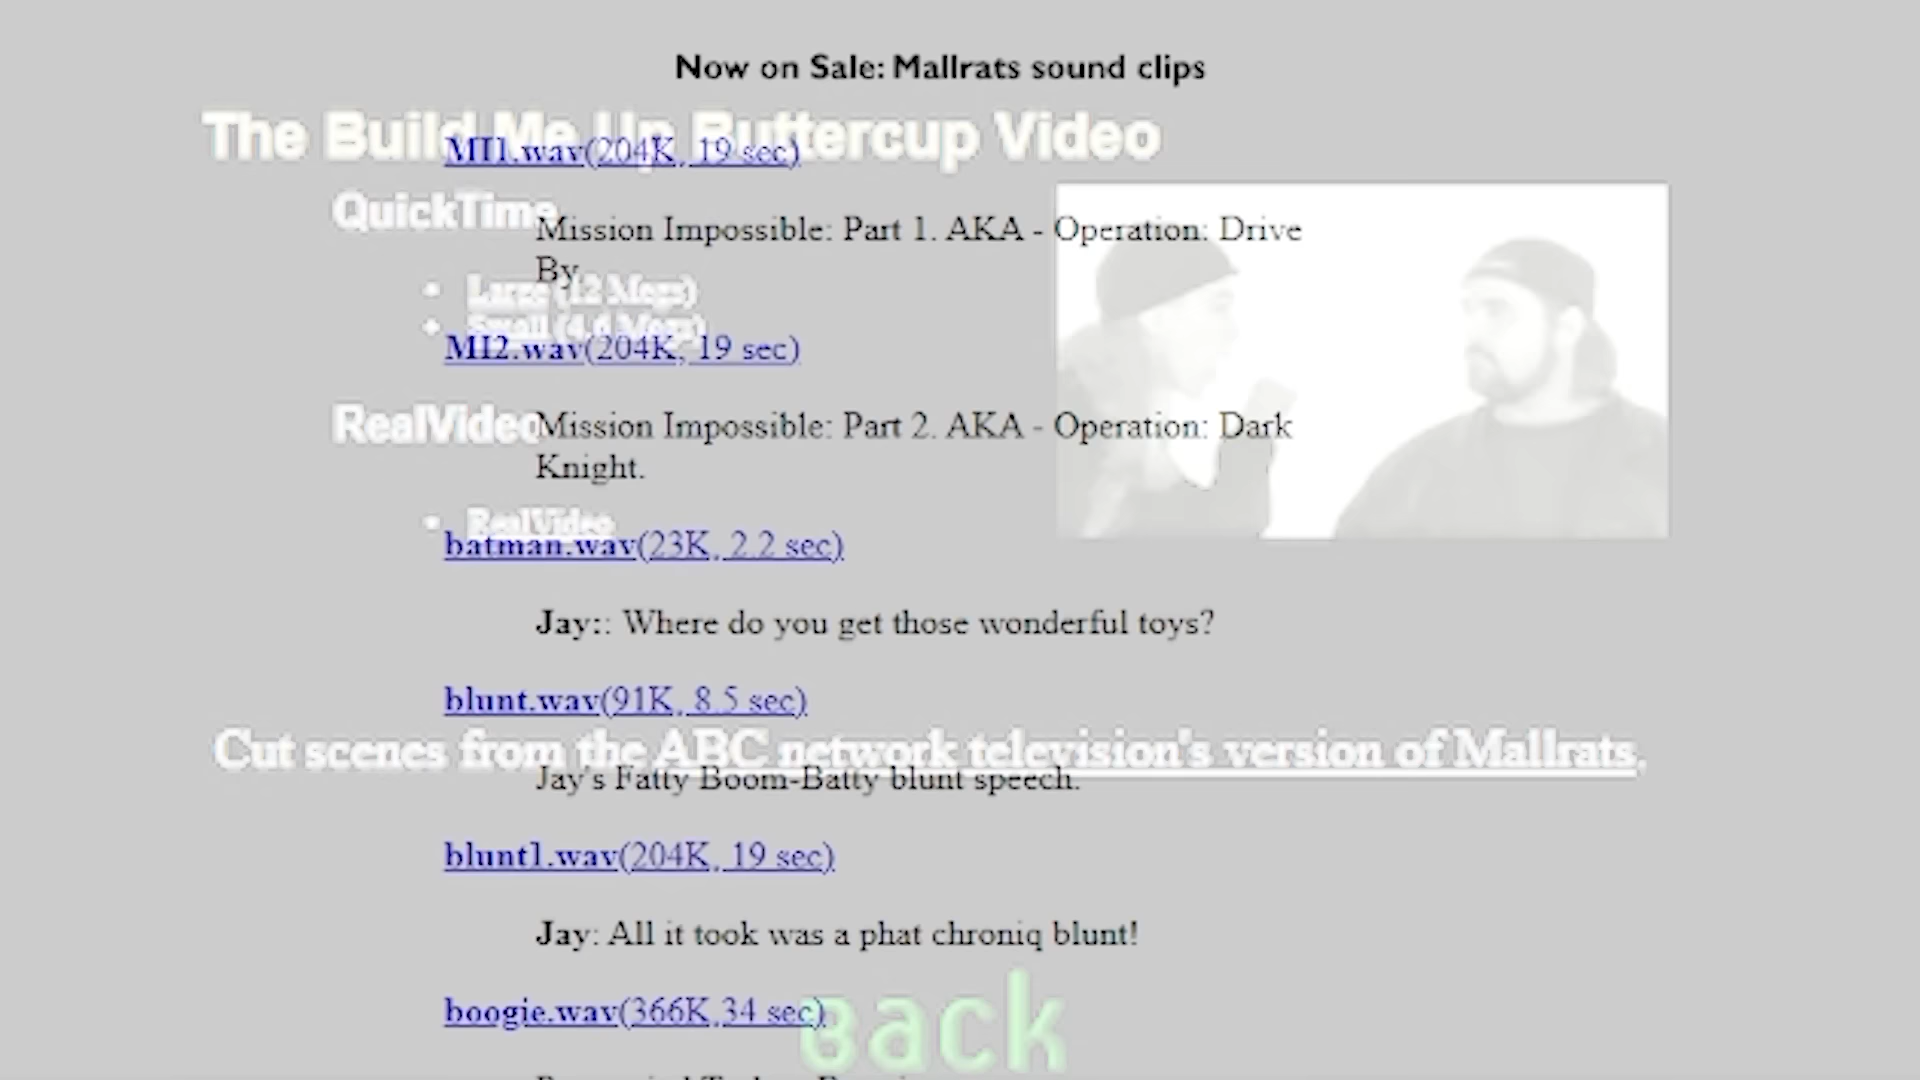 Now on Sale: Mallrats sound clips
The Build Me Up Buttercup Video
MI1.wav(204K, 19 sec)
QuickTime
Mission Impossible: Part 1. AKA - Operation: Drive
By
Large (12 Megs)
Small (4.6 Megs)
MI2.wav(204K, 19 sec)
RealVideo
Mission Impossible: Part 2. AKA - Operation: Dark
Knight.
RealVideo
batman.wav(23K, 2.2 sec)
Jay:: Where do you get those wonderful toys?
blunt.wav(91K, 8.5 sec)
Cut scenes from the ABC network television's version of Mallrats.
Jay's Fatty Boom-Batty blunt speech.
blunt1.wav(204K, 19 sec)
Jay: All it took was a phat chroniq blunt!
boogie.wav(366K,34 sec)
Back